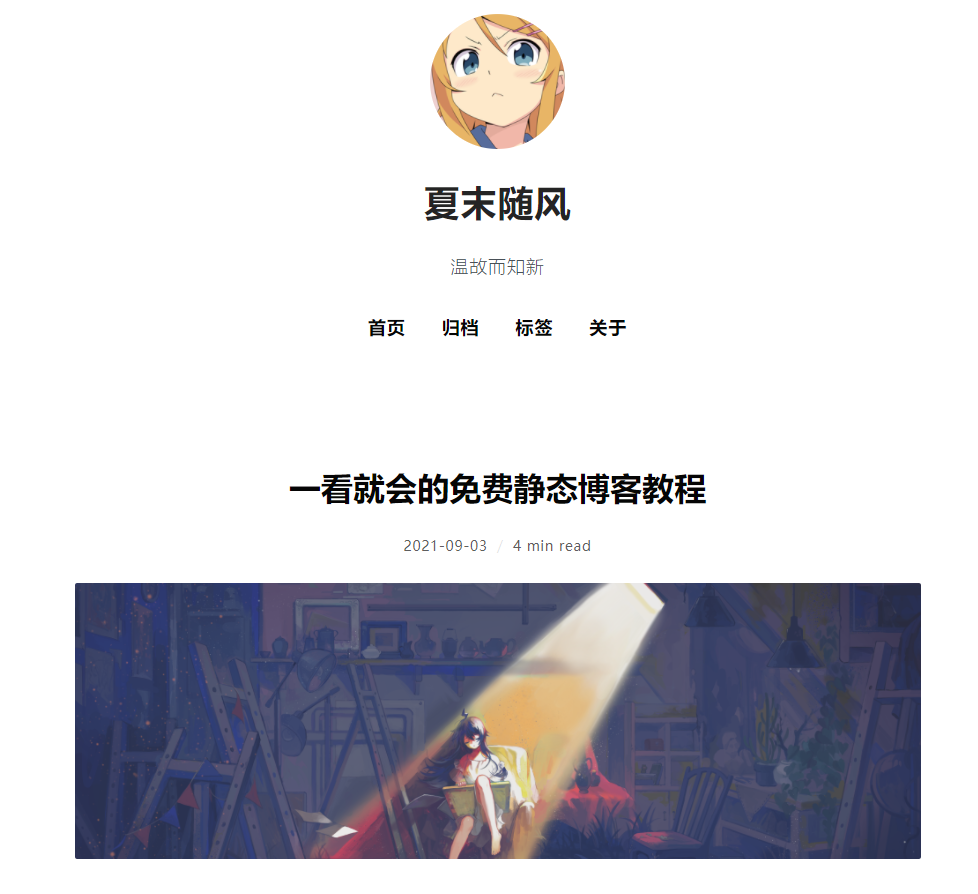 夏末随风
温故而知新
首页 归档 标签 关于
一看就会的免费静态博客教程
2021-09-03 / 4 min read